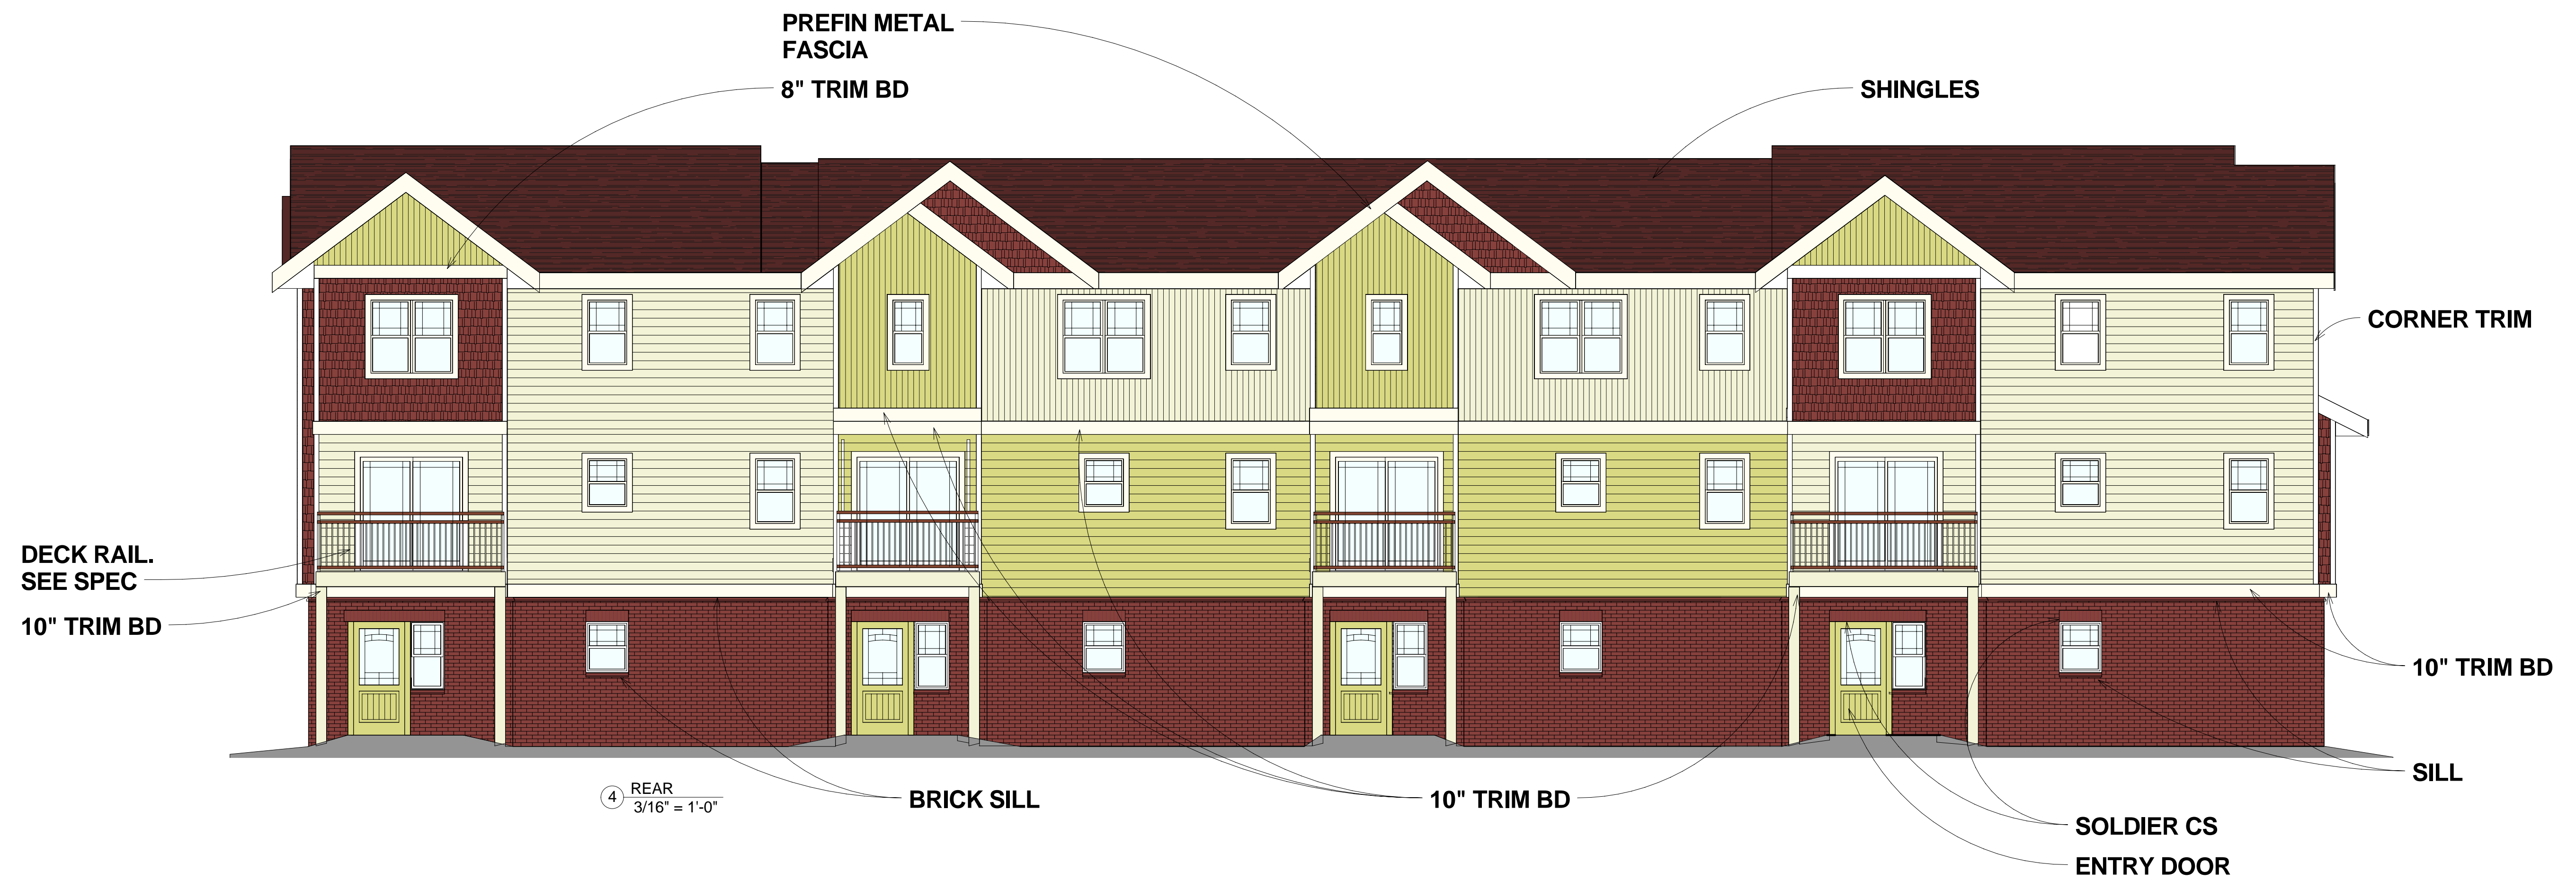 PREFIN METAL
FASCIA
8" TRIM BD
SHINGLES
CORNER TRIM
DECK RAIL.
SEE SPEC
10" TRIM BD
10" TRIM BD
SILL
4 REAR
3/16" = 1'-0"
BRICK SILL
10" TRIM BD
SOLDIER CS
ENTRY DOOR